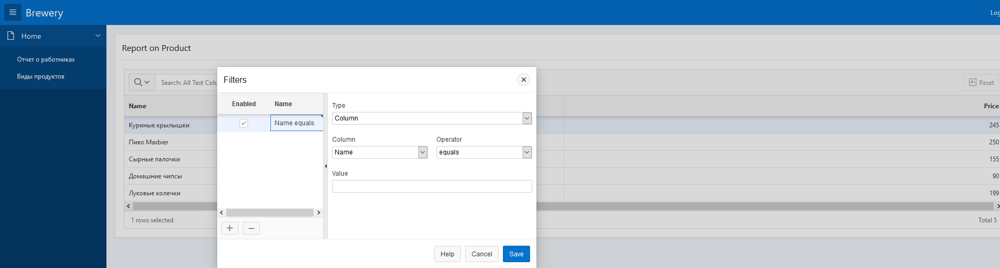 Brewery
Log
Home
Отчет о работниках
Виды продуктов
Report on Product
Search: All Text Colu
Reset
Name
Price
Куриные крылышки
245
Пиво Maxbier
250
Сырные палочки
155
Домашние чипсы
90
Луковые колечки
199
1 rows selected
Total 5
Filters
Enabled
Name
Name equals
Type
Column
Column
Operator
Name
equals
Value
Help
Cancel
Save